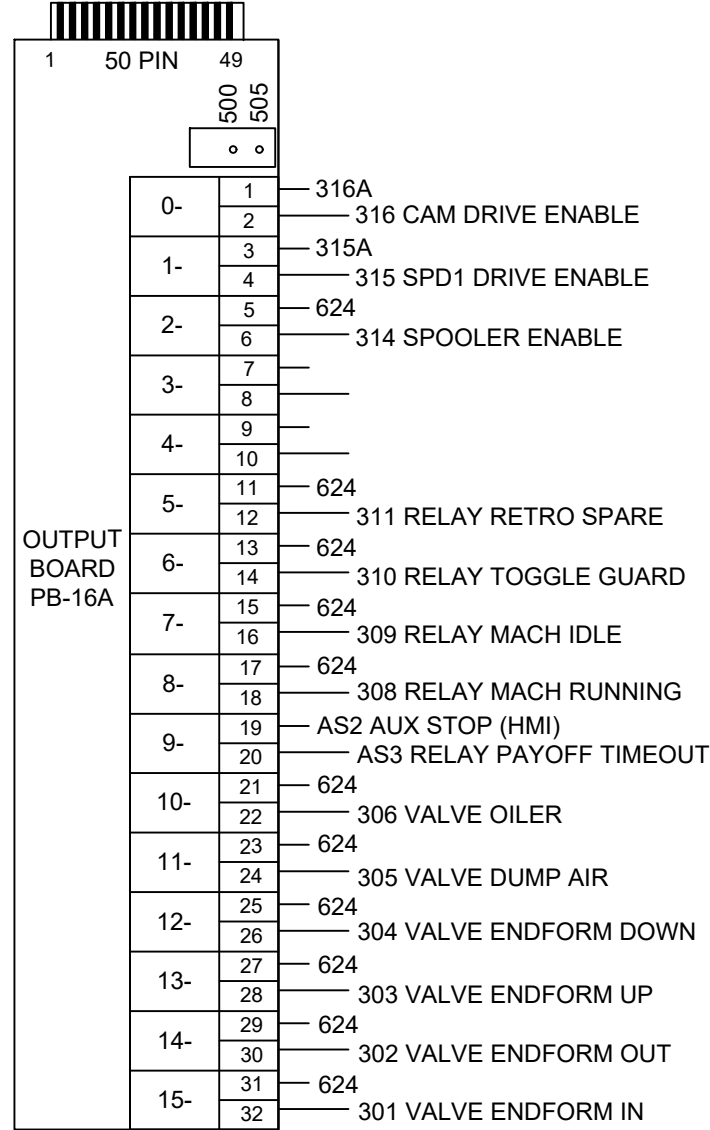 1 50 PIN 49
500 505
0- 1 316A
2 316 CAM DRIVE ENABLE
1- 3 315A
4 315 SPD1 DRIVE ENABLE
2- 5 624
6 314 SPOOLER ENABLE
3- 7
8
4- 9
10
5- 11 624
12 311 RELAY RETRO SPARE
OUTPUT
BOARD
PB-16A
6- 13 624
14 310 RELAY TOGGLE GUARD
7- 15 624
16 309 RELAY MACH IDLE
8- 17 624
18 308 RELAY MACH RUNNING
9- 19 AS2 AUX STOP (HMI)
20 AS3 RELAY PAYOFF TIMEOUT
10- 21 624
22 306 VALVE OILER
11- 23 624
24 305 VALVE DUMP AIR
12- 25 624
26 304 VALVE ENDFORM DOWN
13- 27 624
28 303 VALVE ENDFORM UP
14- 29 624
30 302 VALVE ENDFORM OUT
15- 31 624
32 301 VALVE ENDFORM IN